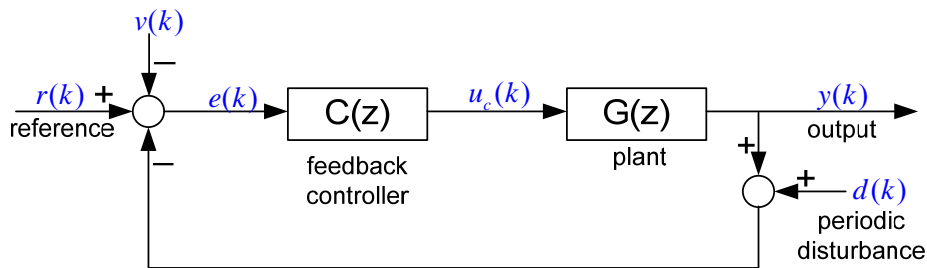 v(k)
−
r(k) +
reference
e(k)
C(z)
feedback
controller
u_c(k)
G(z)
plant
y(k)
output
−
+
+
d(k)
periodic
disturbance